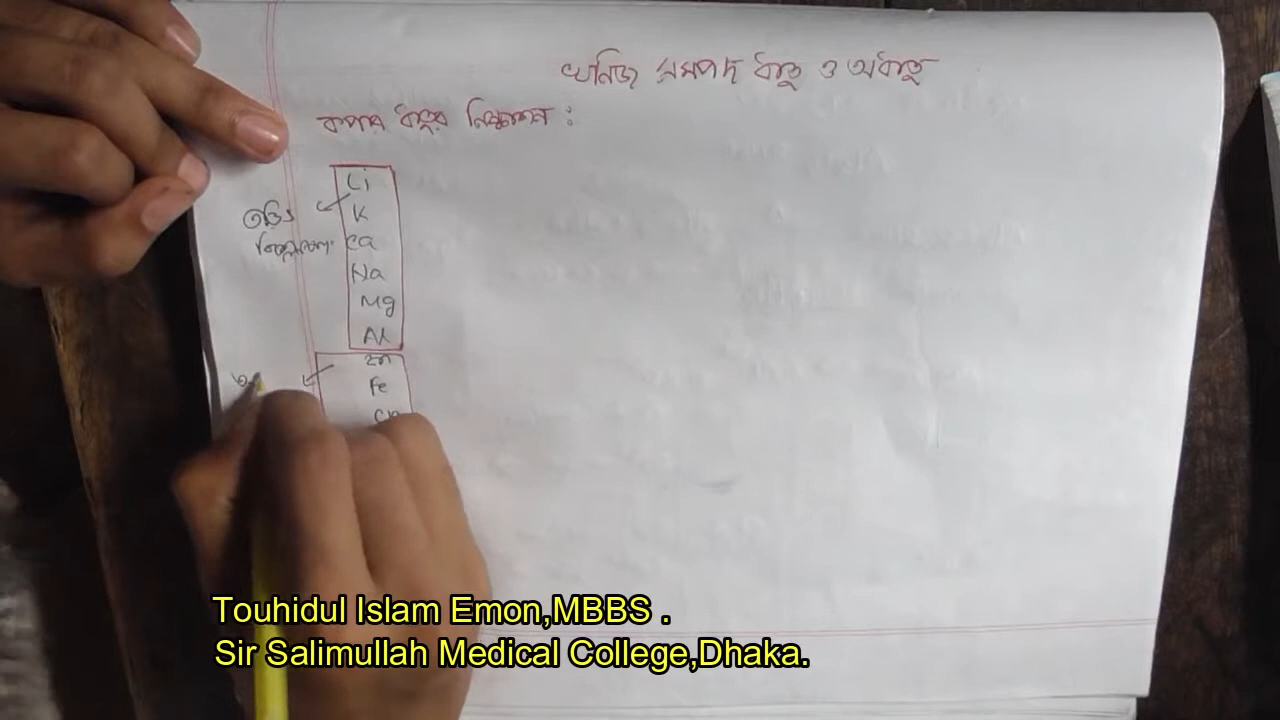 খনিজ সম্পদ ধাতু ও অধাতু
কপার ধাতুর নিষ্কাশন :
Li
K
তড়িৎ
বিশ্লেষণ
Ca
Na
Mg
Al
Zn
Fe
Touhidul Islam Emon,MBBS .
Sir Salimullah Medical College,Dhaka.